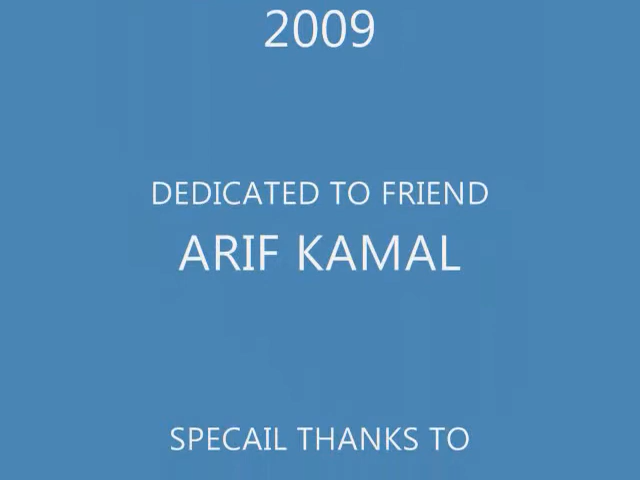 2009
DEDICATED TO FRIEND
ARIF KAMAL
SPECAIL THANKS TO